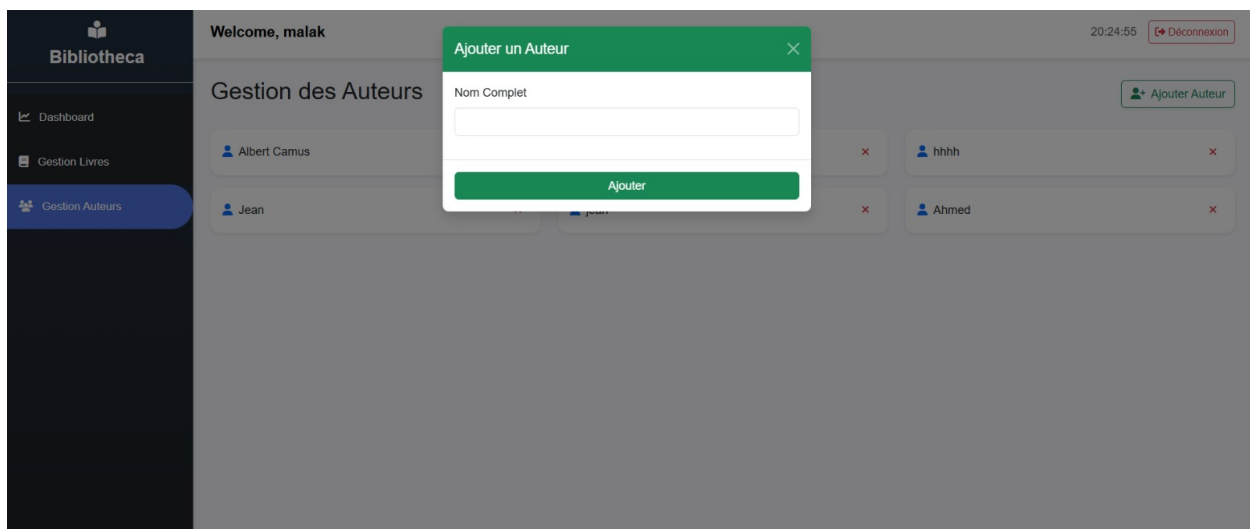 Bibliotheca
Dashboard
Gestion Livres
Gestion Auteurs
Welcome, malak
20:24:55
Déconnexion
Gestion des Auteurs
Ajouter Auteur
Ajouter un Auteur
Nom Complet
Ajouter
Albert Camus
hhhh
Jean
jean
Ahmed